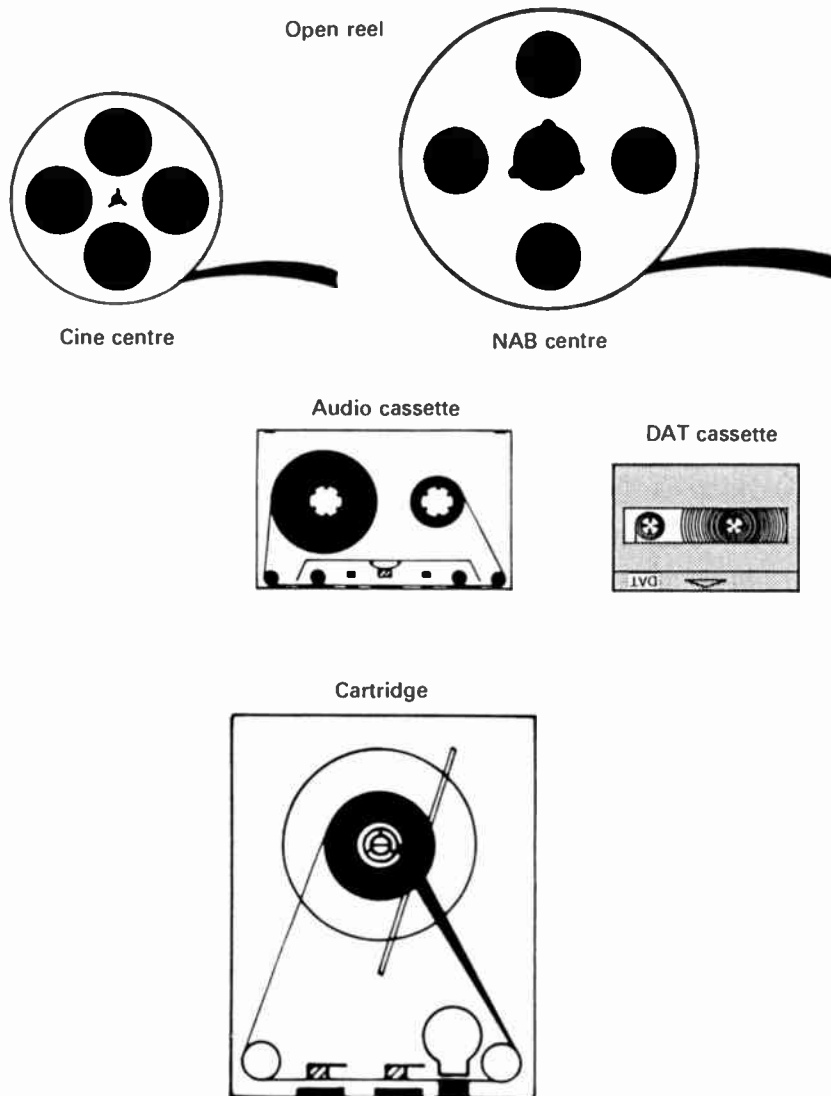 Open reel
Cine centre
NAB centre
Audio cassette
DAT cassette
DAT
Cartridge